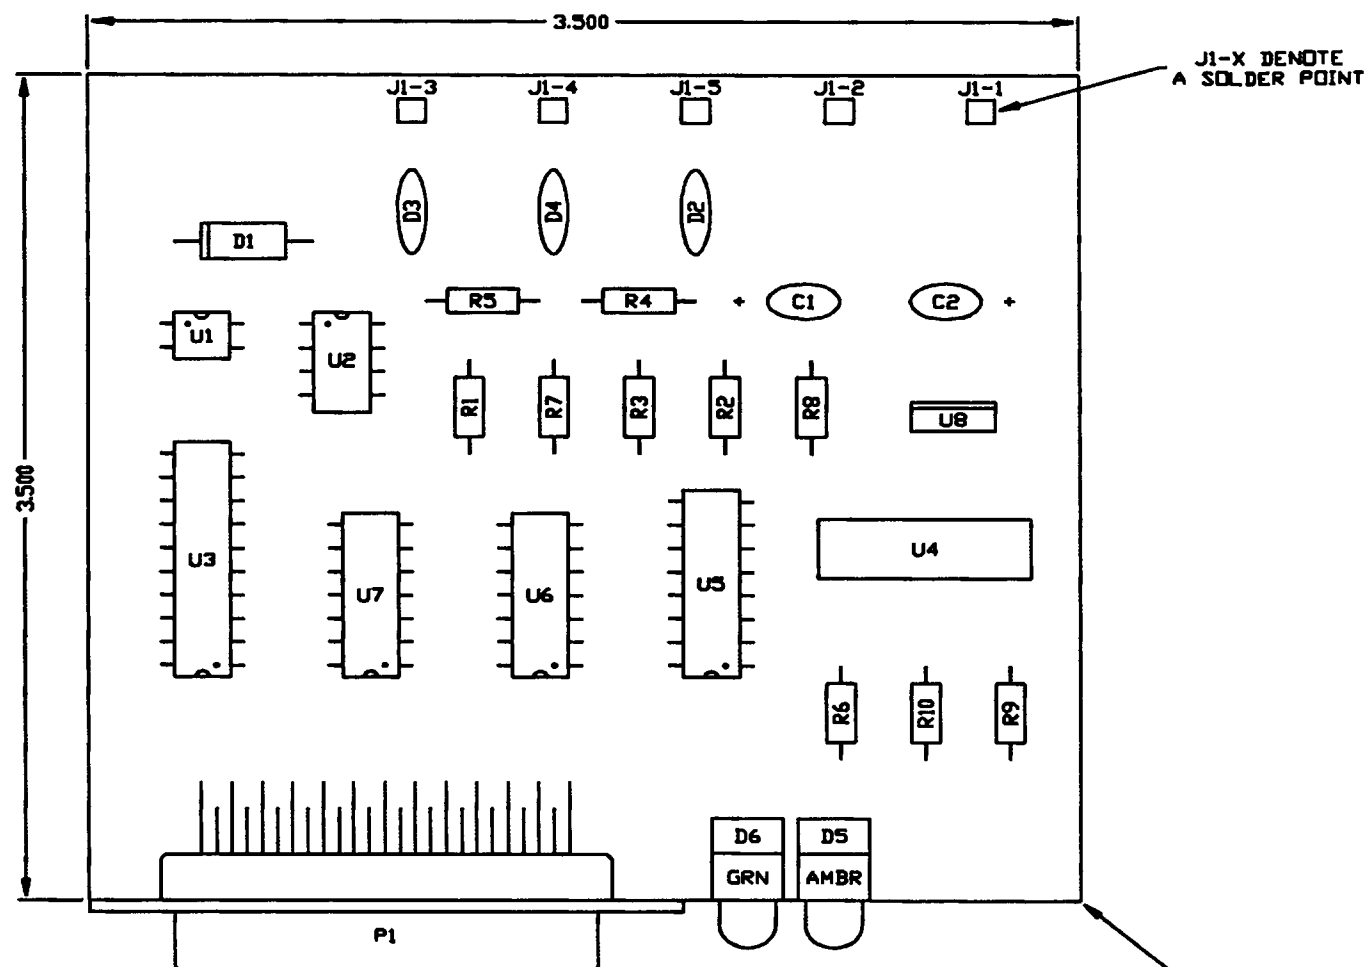 3.500
J1-X DENOTE
A SOLDER POINT
J1-3 J1-4 J1-5 J1-2 J1-1
D3 D4 D2
D1
R5 R4 + C1 C2 +
U1 U2
R1 R7 R3 R2 R8 U8
3.500
U3 U7 U6 U5 U4
R6 R10 R9
D6 D5
GRN AMBR
P1